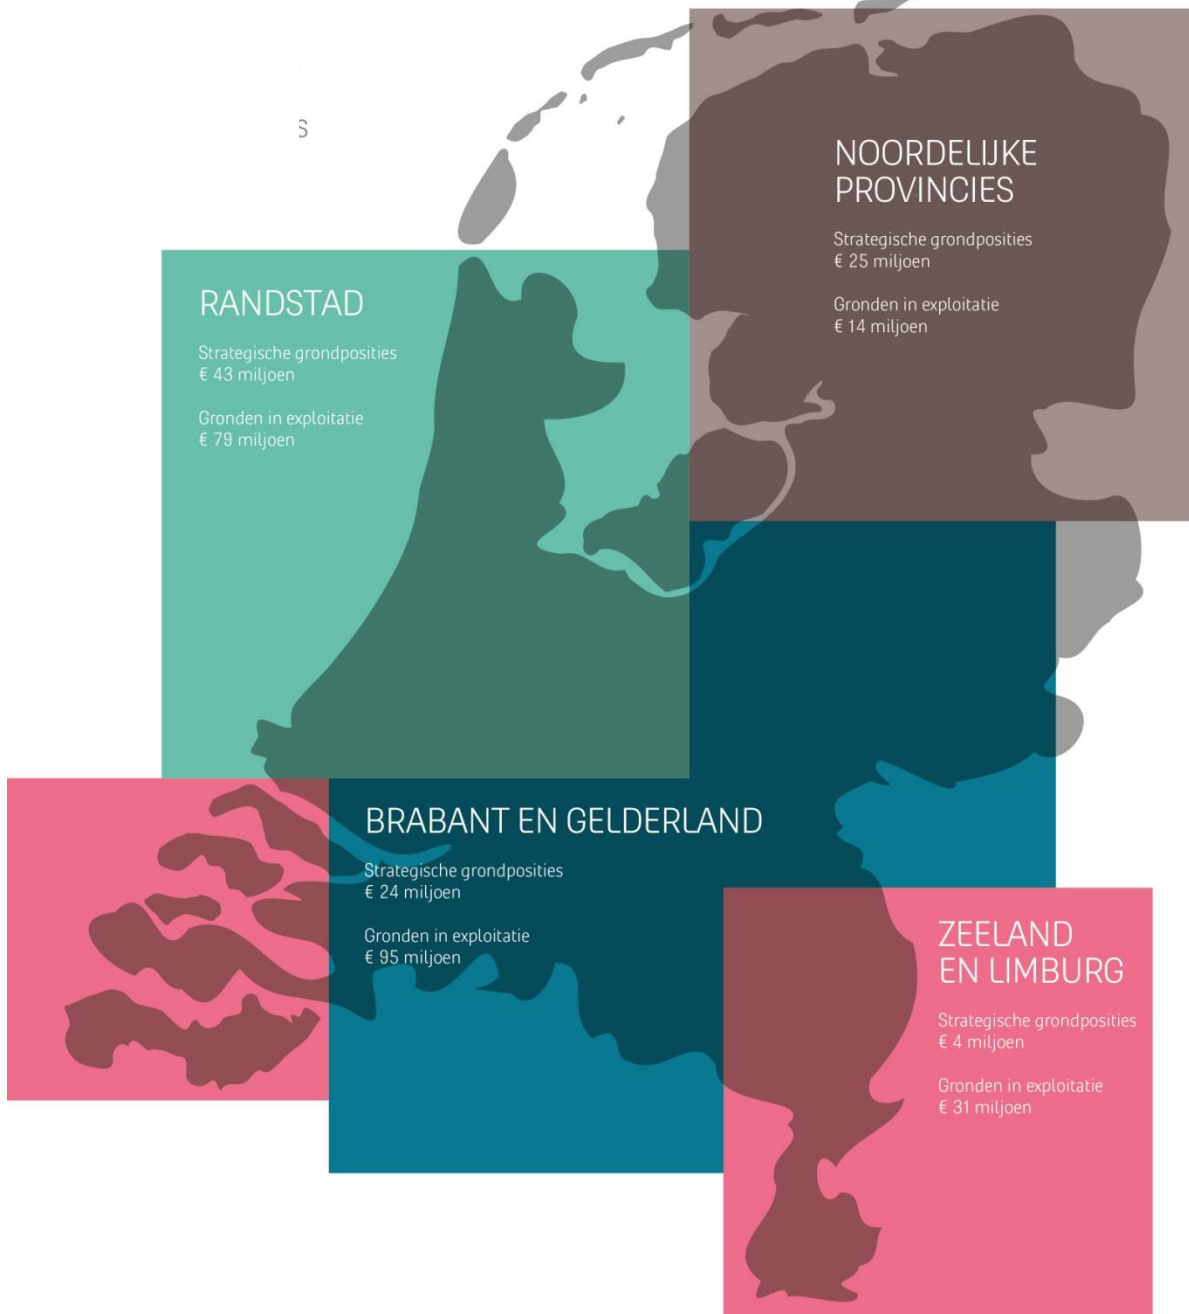 S
NOORDELIJKE
PROVINCIES
Strategische grondposities
€ 25 miljoen
Gronden in exploitatie
€ 14 miljoen
RANDSTAD
Strategische grondposities
€ 43 miljoen
Gronden in exploitatie
€ 79 miljoen
BRABANT EN GELDERLAND
Strategische grondposities
€ 24 miljoen
Gronden in exploitatie
€ 95 miljoen
ZEELAND
EN LIMBURG
Strategische grondposities
€ 4 miljoen
Gronden in exploitatie
€ 31 miljoen